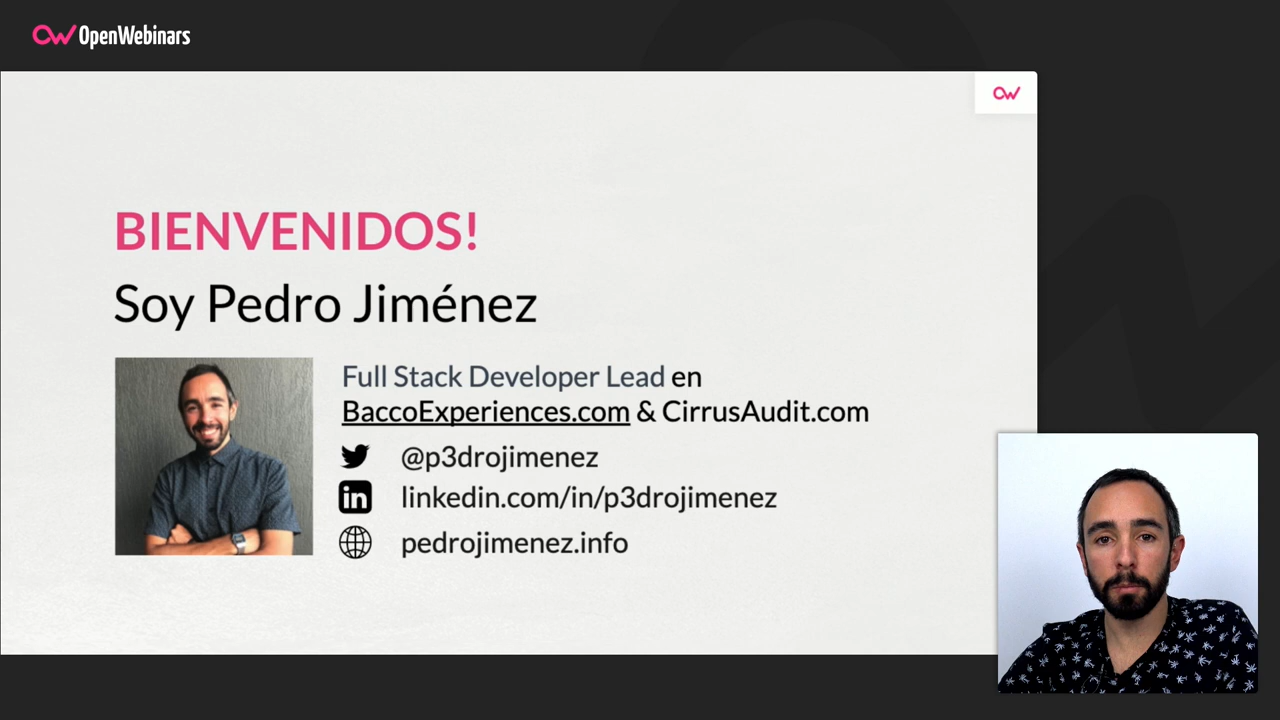 OpenWebinars
BIENVENIDOS!
Soy Pedro Jiménez
Full Stack Developer Lead en
BaccoExperiences.com & CirrusAudit.com
@p3drojimenez
in
linkedin.com/in/p3drojimenez
pedrojimenez.info